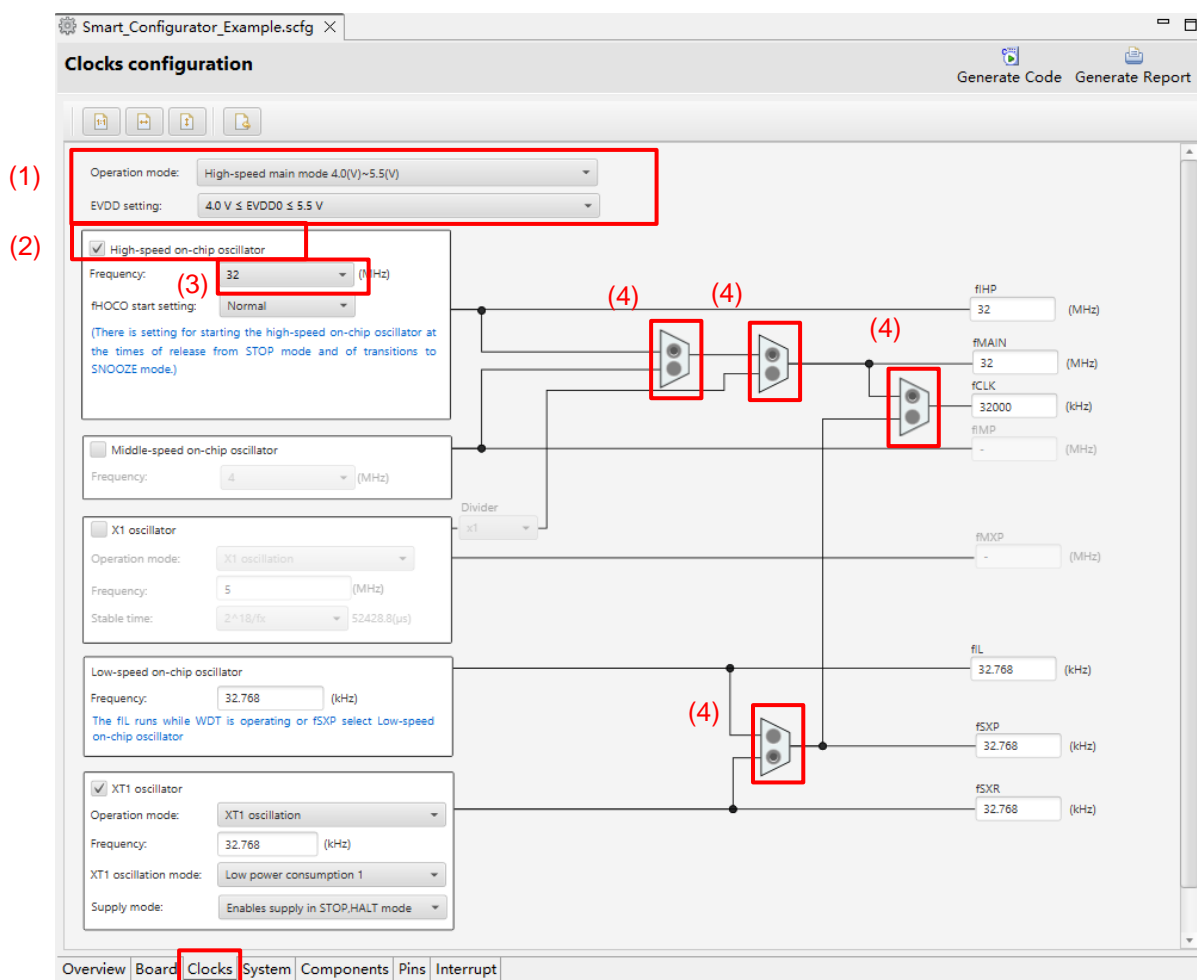 Smart_Configurator_Example.scfg
Clocks configuration
Generate Code Generate Report
1:1
(1)
Operation mode: High-speed main mode 4.0(V)~5.5(V)
EVDD setting: 4.0 V ≤ EVDD0 ≤ 5.5 V
(2)
High-speed on-chip oscillator
Frequency: (3) 32 (MHz)
fHOCO start setting: Normal
(There is setting for starting the high-speed on-chip oscillator at
the times of release from STOP mode and of transitions to
SNOOZE mode.)
(4) (4) (4)
fIHP
32 (MHz)
fMAIN
32 (MHz)
fCLK
32000 (kHz)
fIMP
- (MHz)
Middle-speed on-chip oscillator
Frequency: 4 (MHz)
Divider
x1
X1 oscillator
Operation mode: X1 oscillation
Frequency: 5 (MHz)
Stable time: 2^18/fx 52428.8(μs)
fMXP
- (MHz)
Low-speed on-chip oscillator
Frequency: 32.768 (kHz)
The fIL runs while WDT is operating or fSXP select Low-speed
on-chip oscillator
fIL
32.768 (kHz)
(4)
fSXP
32.768 (kHz)
fSXR
32.768 (kHz)
XT1 oscillator
Operation mode: XT1 oscillation
Frequency: 32.768 (kHz)
XT1 oscillation mode: Low power consumption 1
Supply mode: Enables supply in STOP,HALT mode
Overview Board Clocks System Components Pins Interrupt